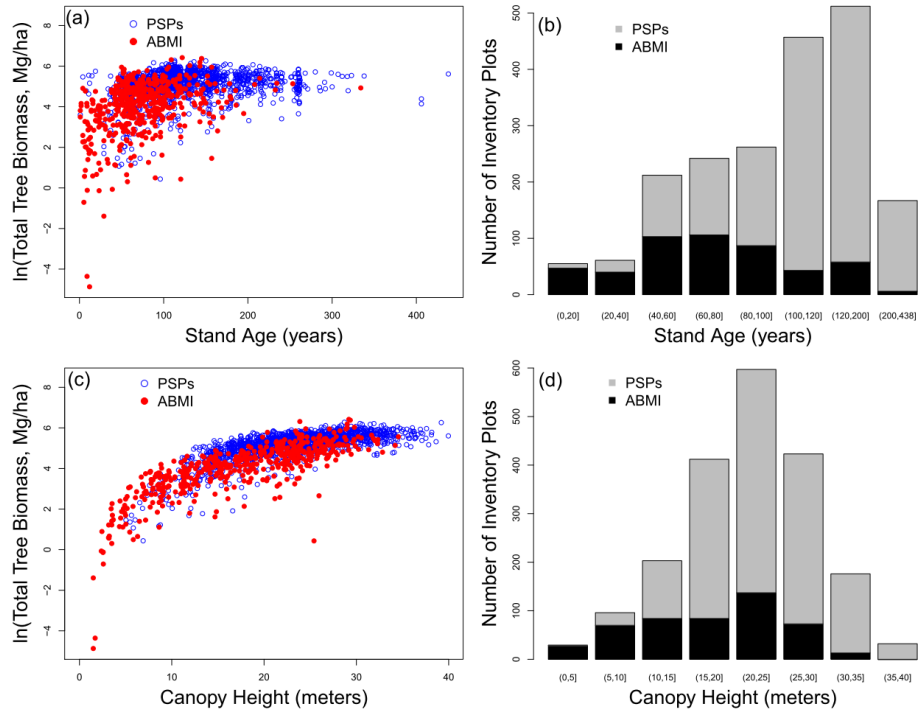 (a)
PSPs
ABMI
ln(Total Tree Biomass, Mg/ha)
8
6
4
2
0
−2
−4
0 100 200 300 400
Stand Age (years)
(b)
PSPs
ABMI
Number of Inventory Plots
500
400
300
200
100
0
(0,20] (20,40] (40,60] (60,80] (80,100] (100,120] (120,200] (200,438]
Stand Age (years)
(c)
PSPs
ABMI
ln(Total Tree Biomass, Mg/ha)
8
6
4
2
0
−2
−4
0 10 20 30 40
Canopy Height (meters)
(d)
PSPs
ABMI
Number of Inventory Plots
600
500
400
300
200
100
0
(0,5] (5,10] (10,15] (15,20] (20,25] (25,30] (30,35] (35,40]
Canopy Height (meters)